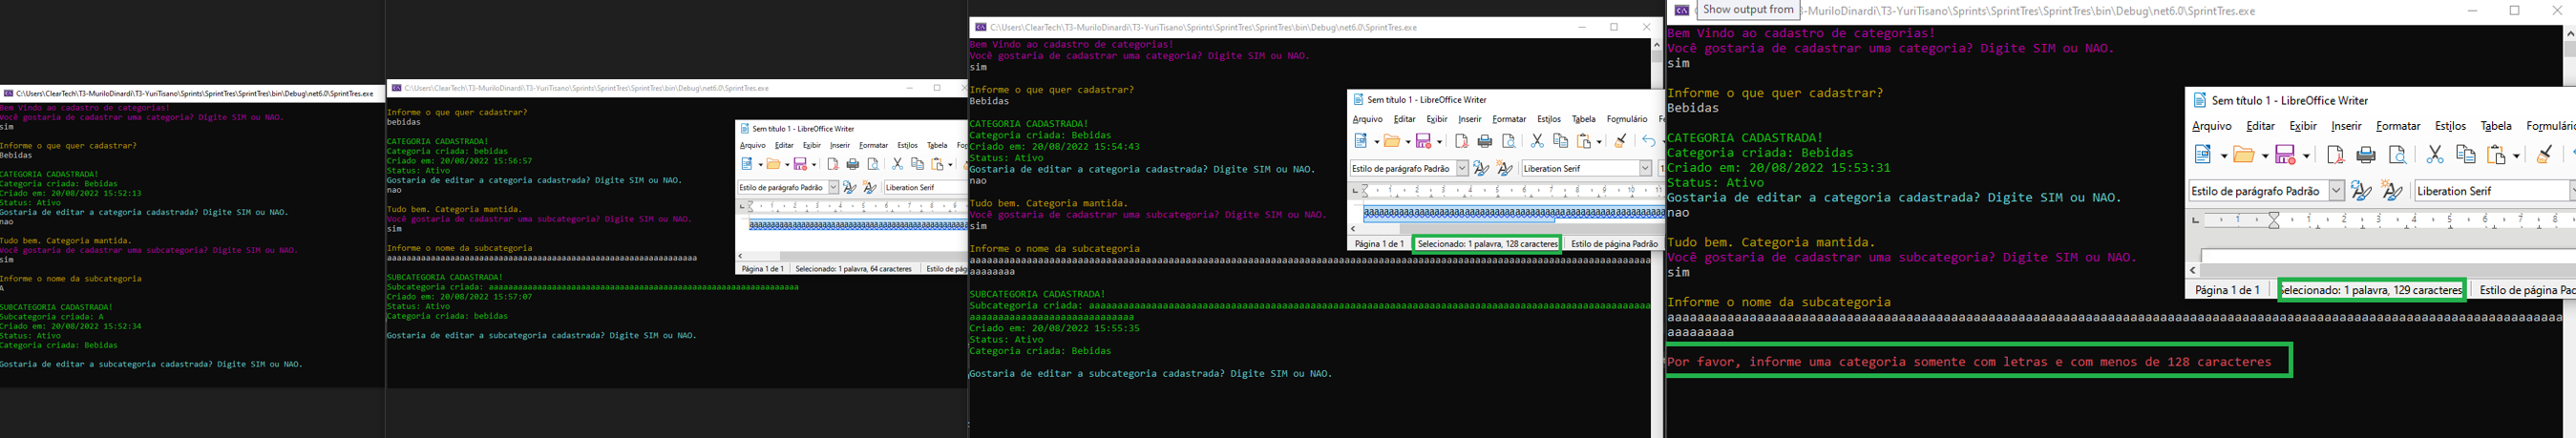 C:\Users\ClearTech\T3-MuriloDinardi\T3-YuriTisano\Sprints\SprintTres\SprintTres\bin\Debug\net6.0\SprintTres.exe
Bem Vindo ao cadastro de categorias!
Você gostaria de cadastrar uma categoria? Digite SIM ou NAO.
sim
Informe o que quer cadastrar?
Bebidas
CATEGORIA CADASTRADA!
Categoria criada: Bebidas
Criado em: 20/08/2022 15:52:13
Status: Ativo
Gostaria de editar a categoria cadastrada? Digite SIM ou NAO.
nao
Tudo bem. Categoria mantida.
Você gostaria de cadastrar uma subcategoria? Digite SIM ou NAO.
sim
Informe o nome da subcategoria
A
SUBCATEGORIA CADASTRADA!
Subcategoria criada: A
Criado em: 20/08/2022 15:52:34
Status: Ativo
Categoria criada: Bebidas
Gostaria de editar a subcategoria cadastrada? Digite SIM ou NAO.
C:\Users\ClearTech\T3-MuriloDinardi\T3-YuriTisano\Sprints\SprintTres\SprintTres\bin\Debug\net6.0\SprintTres.exe
Informe o que quer cadastrar?
bebidas
CATEGORIA CADASTRADA!
Categoria criada: bebidas
Criado em: 20/08/2022 15:56:57
Status: Ativo
Gostaria de editar a categoria cadastrada? Digite SIM ou NAO.
nao
Tudo bem. Categoria mantida.
Você gostaria de cadastrar uma subcategoria? Digite SIM ou NAO.
sim
Informe o nome da subcategoria
aaaaaaaaaaaaaaaaaaaaaaaaaaaaaaaaaaaaaaaaaaaaaaaaaaaaaaaaaaaaaaaa
SUBCATEGORIA CADASTRADA!
Subcategoria criada: aaaaaaaaaaaaaaaaaaaaaaaaaaaaaaaaaaaaaaaaaaaaaaaaaaaaaaaaaaaaaaaa
Criado em: 20/08/2022 15:57:07
Status: Ativo
Categoria criada: bebidas
Gostaria de editar a subcategoria cadastrada? Digite SIM ou NAO.
Sem título 1 - LibreOffice Writer
Arquivo Editar Exibir Inserir Formatar Estilos Tabela
Estilo de parágrafo Padrão Liberation Serif
Página 1 de 1 Selecionado: 1 palavra, 64 caracteres Estilo de pág
C:\Users\ClearTech\T3-MuriloDinardi\T3-YuriTisano\Sprints\SprintTres\SprintTres\bin\Debug\net6.0\SprintTres.exe
Bem Vindo ao cadastro de categorias!
Você gostaria de cadastrar uma categoria? Digite SIM ou NAO.
sim
Informe o que quer cadastrar?
Bebidas
CATEGORIA CADASTRADA!
Categoria criada: Bebidas
Criado em: 20/08/2022 15:54:43
Status: Ativo
Gostaria de editar a categoria cadastrada? Digite SIM ou NAO.
nao
Tudo bem. Categoria mantida.
Você gostaria de cadastrar uma subcategoria? Digite SIM ou NAO.
sim
Informe o nome da subcategoria
SUBCATEGORIA CADASTRADA!
Subcategoria criada:
Criado em: 20/08/2022 15:55:35
Status: Ativo
Categoria criada: Bebidas
Gostaria de editar a subcategoria cadastrada? Digite SIM ou NAO.
Sem título 1 - LibreOffice Writer
Arquivo Editar Exibir Inserir Formatar Estilos Tabela Formulário
Estilo de parágrafo Padrão Liberation Serif
1 2 3 4 5 6 7 8 9 10 11
Página 1 de 1 Selecionado: 1 palavra, 128 caracteres Estilo de página Padrão
Show output from
T3-MuriloDinardi\T3-YuriTisano\Sprints\SprintTres\SprintTres\bin\Debug\net6.0\SprintTres.exe
Bem Vindo ao cadastro de categorias!
Você gostaria de cadastrar uma categoria? Digite SIM ou NAO.
sim
Informe o que quer cadastrar?
Bebidas
CATEGORIA CADASTRADA!
Categoria criada: Bebidas
Criado em: 20/08/2022 15:53:31
Status: Ativo
Gostaria de editar a categoria cadastrada? Digite SIM ou NAO.
nao
Tudo bem. Categoria mantida.
Você gostaria de cadastrar uma subcategoria? Digite SIM ou NAO.
sim
Informe o nome da subcategoria
aaaaaaaaa
Por favor, informe uma categoria somente com letras e com menos de 128 caracteres
Sem título 1 - LibreOffice Writer
Arquivo Editar Exibir Inserir Formatar Estilos Tabela Formulári
Estilo de parágrafo Padrão Liberation Serif
1 1 2 3 4 5 6 7 8
Página 1 de 1 elecionado: 1 palavra, 129 caracteres Estilo de página Pad